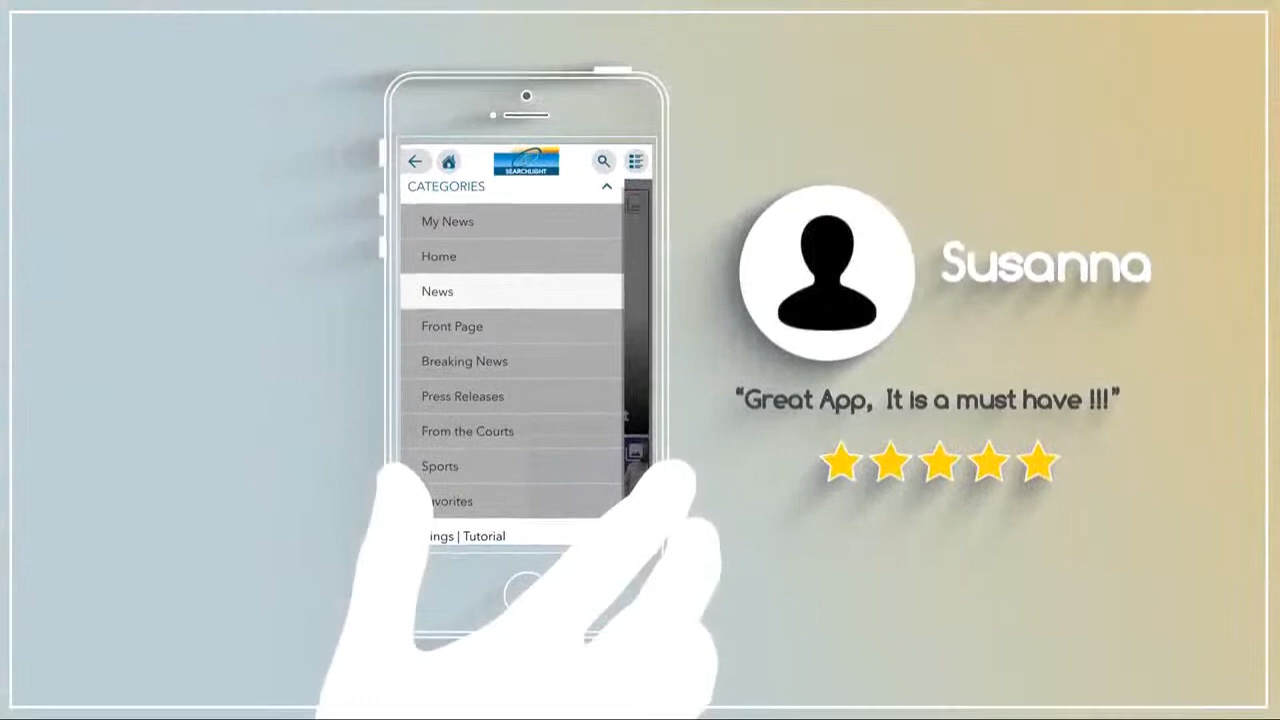 SEARCHLIGHT
CATEGORIES
My News
Home
News
Front Page
Breaking News
Press Releases
From the Courts
Sports
avorites
ings | Tutorial
Susanna
“Great App, It is a must have !!!”